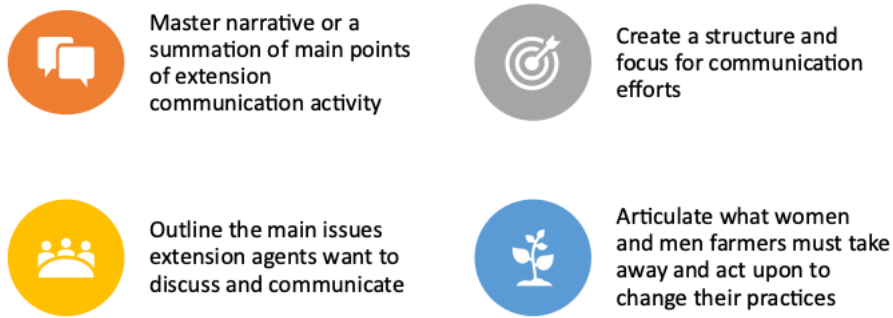 Master narrative or a
summation of main points
of extension
communication activity
Create a structure and
focus for communication
efforts
Outline the main issues
extension agents want to
discuss and communicate
Articulate what women
and men farmers must take
away and act upon to
change their practices